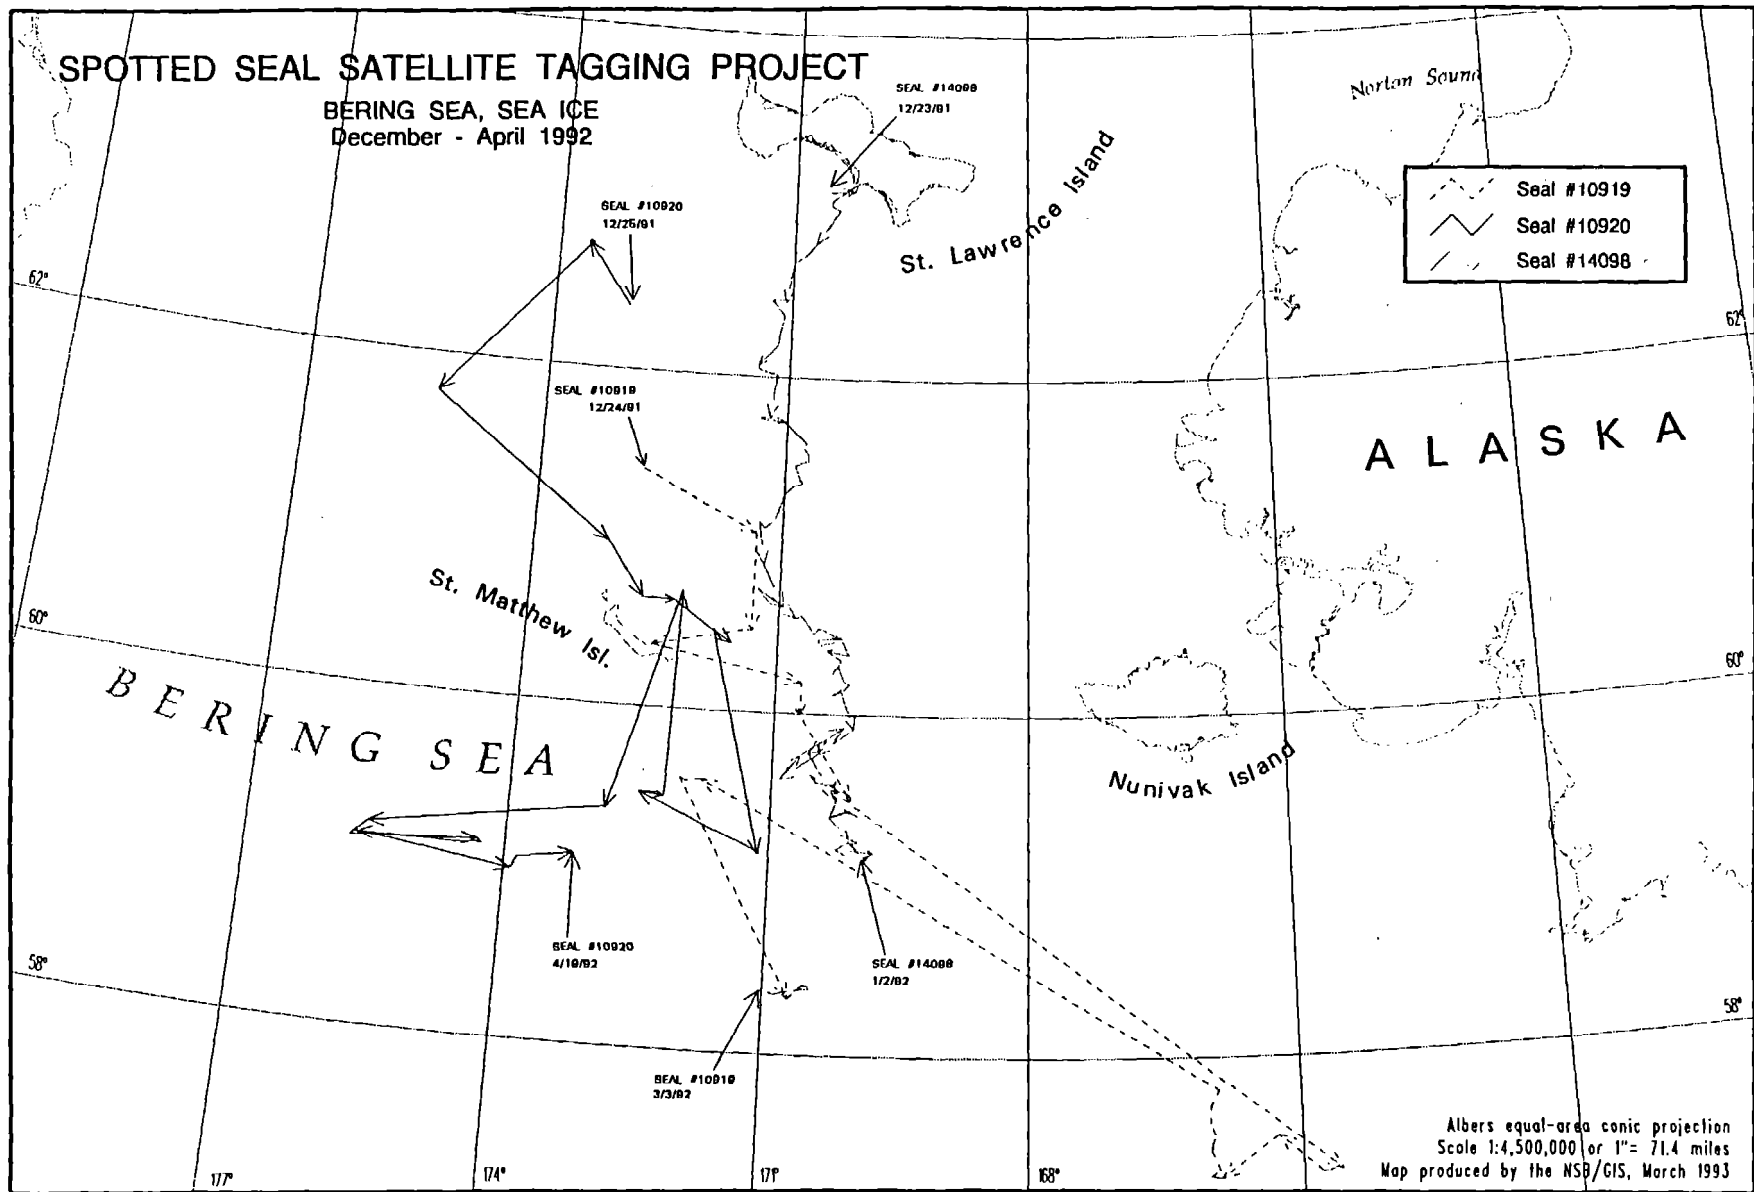 SPOTTED SEAL SATELLITE TAGGING PROJECT
BERING SEA, SEA ICE
December - April 1992
SEAL #14098
12/23/91
Norton Sound
Seal #10919
Seal #10920
Seal #14098
St. Lawrence Island
SEAL #10920
12/26/91
62°
62°
SEAL #10919
12/24/91
ALASKA
St. Matthew Isl.
60°
60°
BERING SEA
Nunivak Island
SEAL #10920
4/19/92
SEAL #14098
1/2/92
58°
58°
SEAL #10919
3/3/92
177°
174°
171°
168°
Albers equal-area conic projection
Scale 1:4,500,000 or 1"= 71.4 miles
Map produced by the NSB/GIS, March 1993